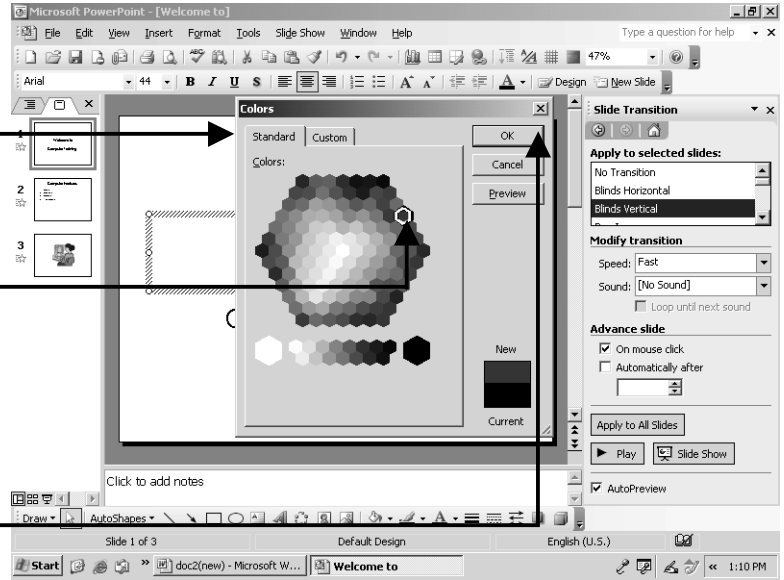 Microsoft PowerPoint - [Welcome to]
File Edit View Insert Format Tools Slide Show Window Help Type a question for help
47%
Arial 44 B I U S A A A Design New Slide
Colors
Standard Custom
Colors:
OK
Cancel
Preview
New
Current
1
2
3
Slide Transition
Apply to selected slides:
No Transition
Blinds Horizontal
Blinds Vertical
Modify transition
Speed: Fast
Sound: [No Sound]
Loop until next sound
Advance slide
On mouse click
Automatically after
Apply to All Slides
Play Slide Show
AutoPreview
Click to add notes
Draw AutoShapes A
Slide 1 of 3 Default Design English (U.S.)
Start » doc2(new) - Microsoft W... Welcome to « 1:10 PM